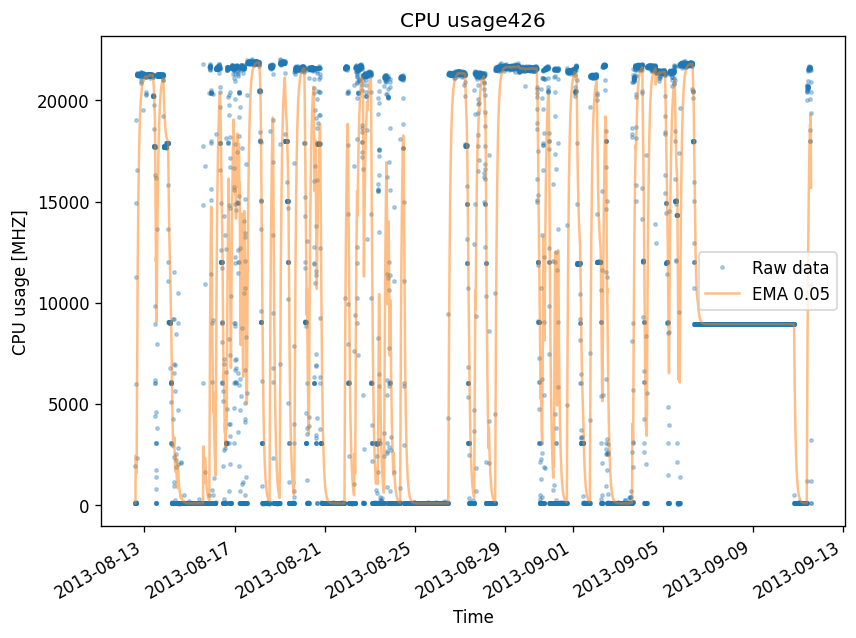 CPU usage426
CPU usage [MHZ]
20000
15000
10000
5000
0
Raw data
EMA 0.05
2013-08-13
2013-08-17
2013-08-21
2013-08-25
2013-08-29
2013-09-01
2013-09-05
2013-09-09
2013-09-13
Time